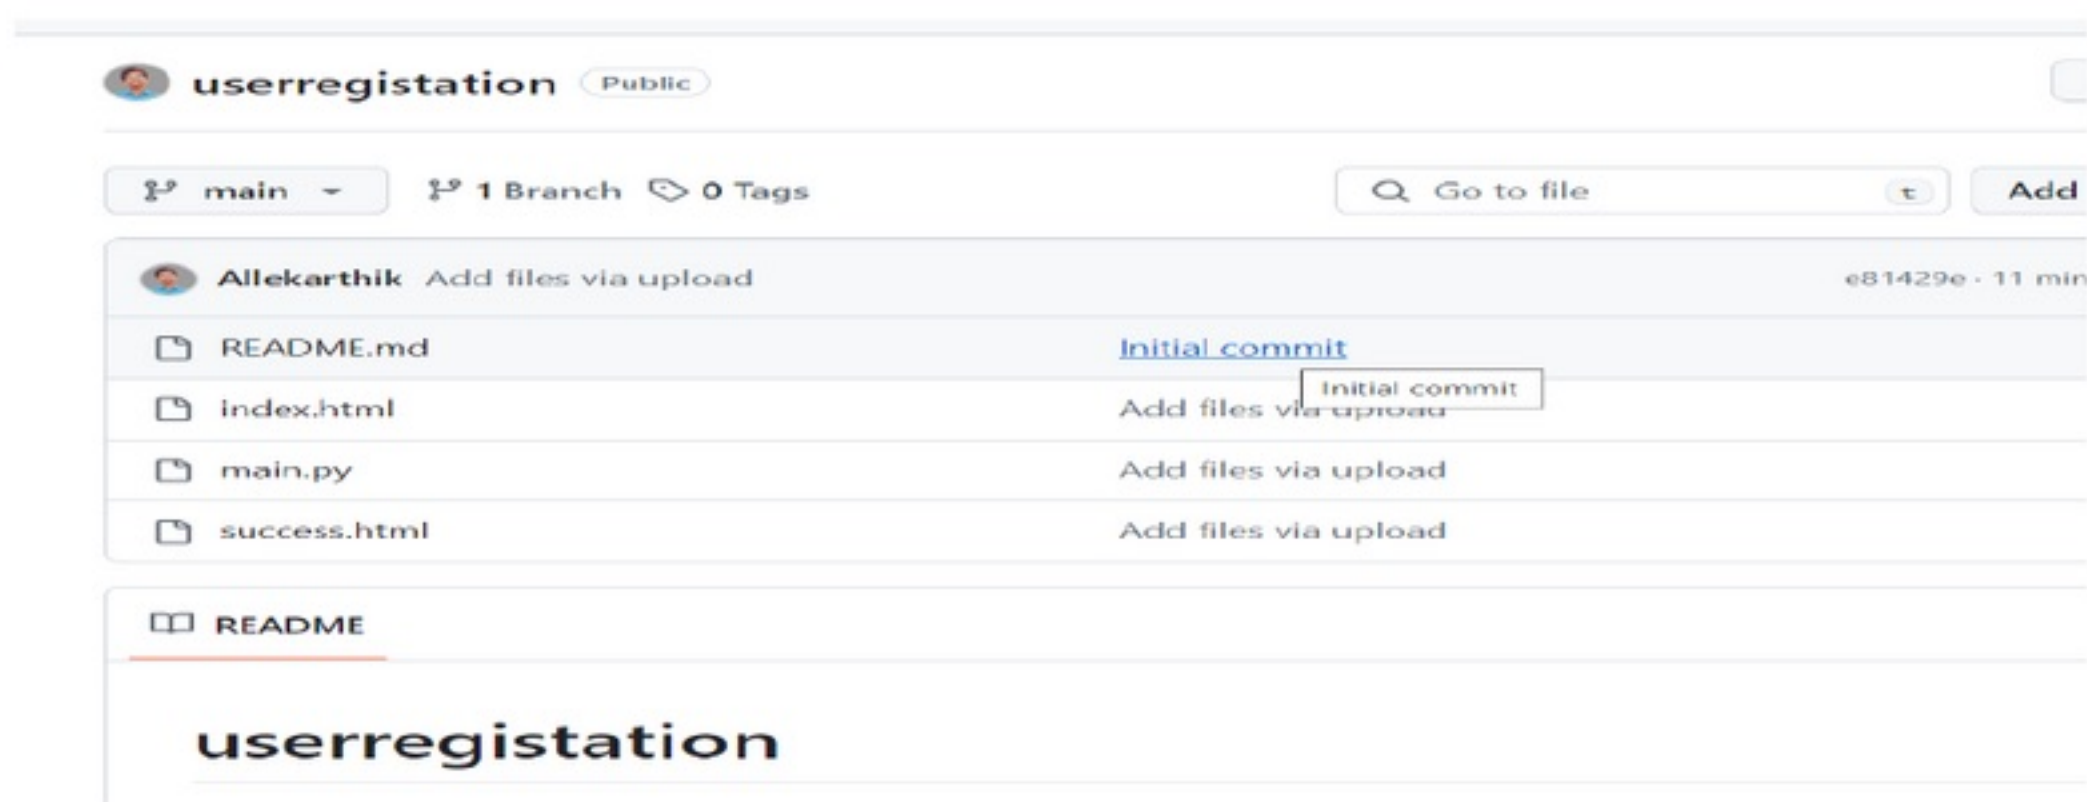 userregistation Public
main 1 Branch 0 Tags Go to file t Add
Allekarthik Add files via upload e81429e · 11 min
README.md Initial commit
Initial commit
index.html Add files via upload
main.py Add files via upload
success.html Add files via upload
README
userregistation